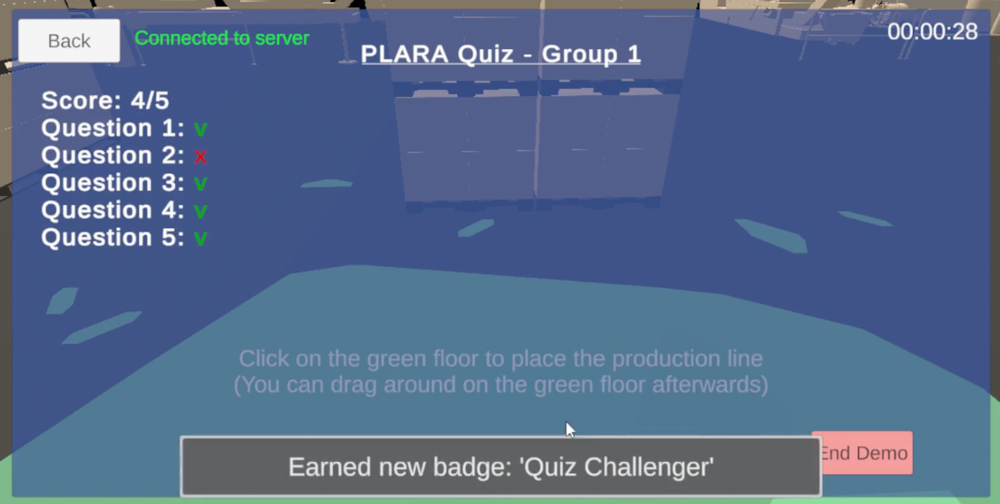 Back
Connected to server
00:00:28
PLARA Quiz - Group 1
Score: 4/5
Question 1: v
Question 2: x
Question 3: v
Question 4: v
Question 5: v
Click on the green floor to place the production line
(You can drag around on the green floor afterwards)
End Demo
Earned new badge: 'Quiz Challenger'